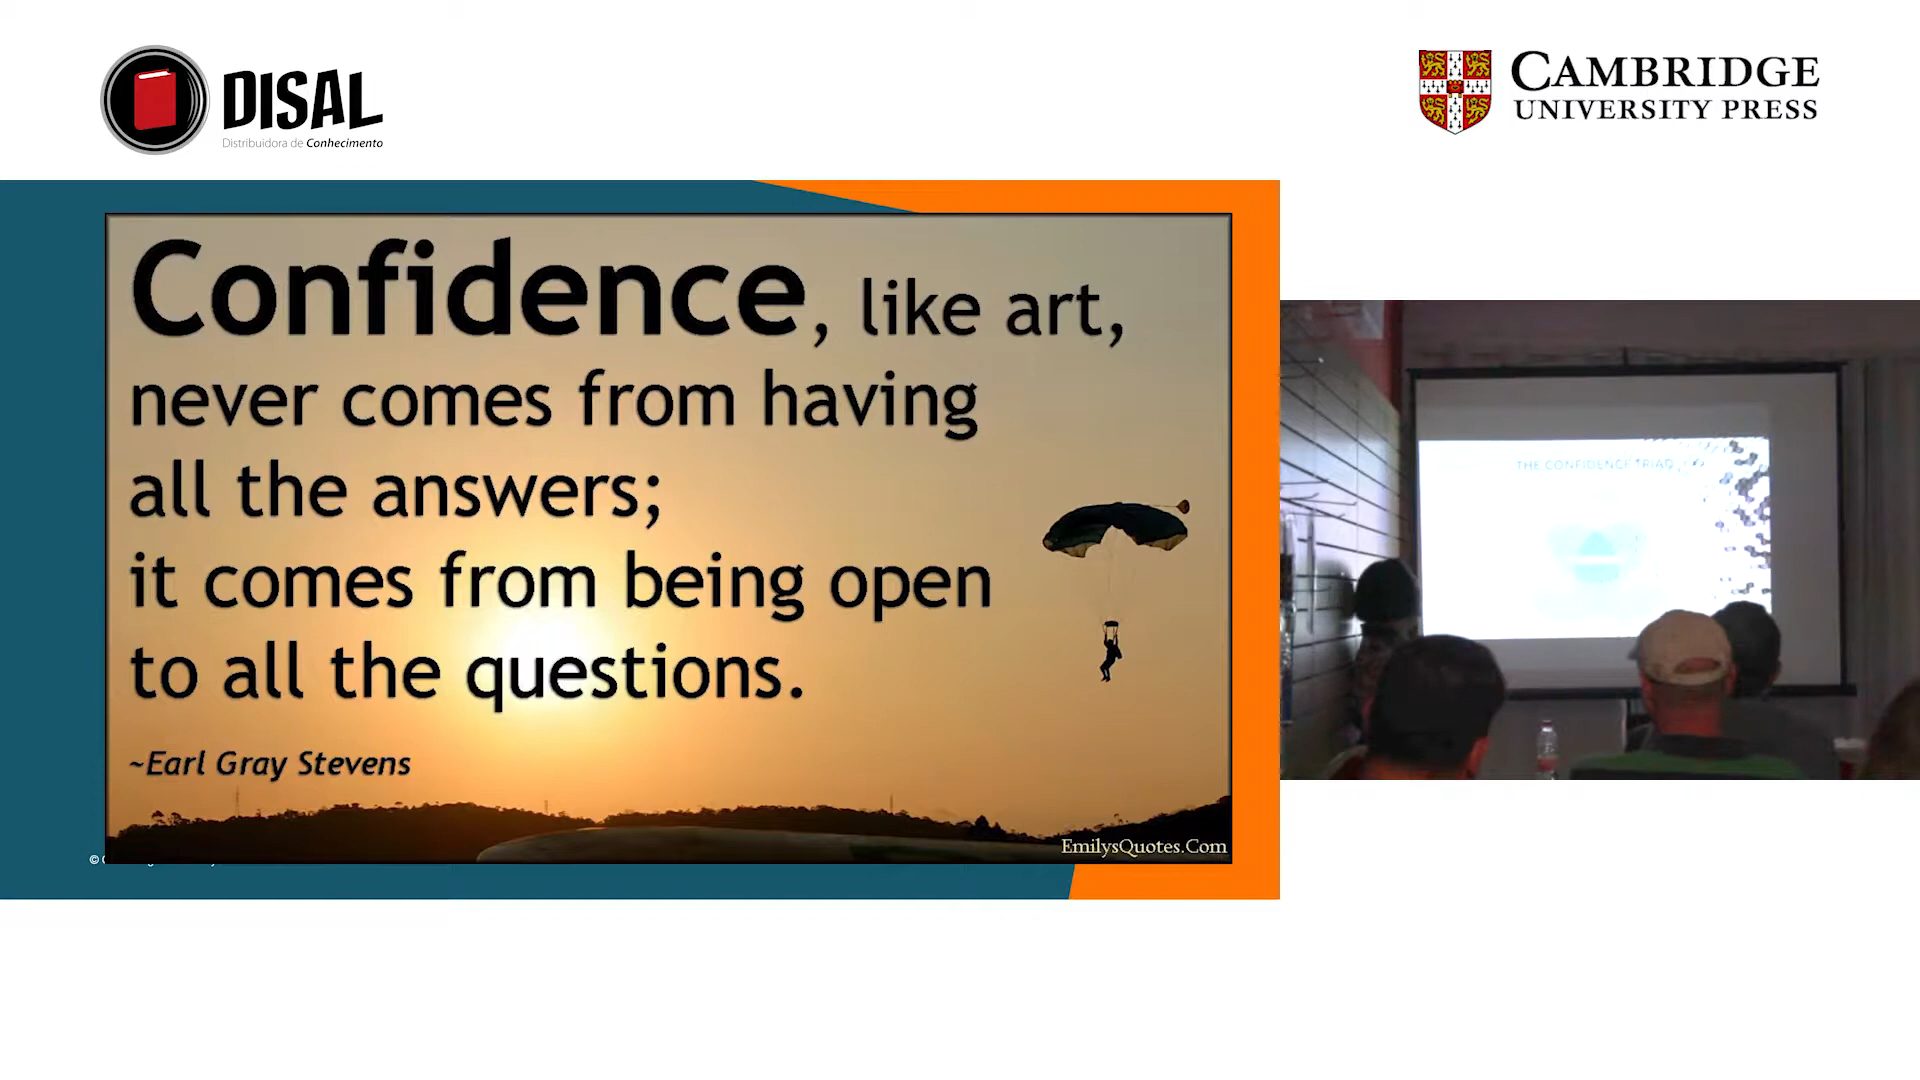 DISAL
Distribuidora de Conhecimento
CAMBRIDGE
UNIVERSITY PRESS
Confidence, like art,
never comes from having
all the answers;
it comes from being open
to all the questions.
~Earl Gray Stevens
EmilysQuotes.Com
THE CONFIDENCE TRIAD
©